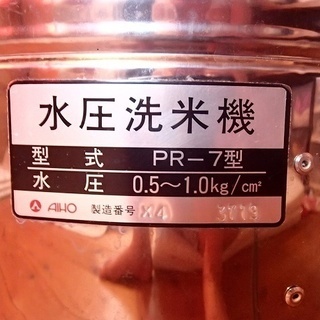 水圧洗米機
型式 PR-7型
水圧 0.5～1.0kg/cm²
AIHO 製造番号